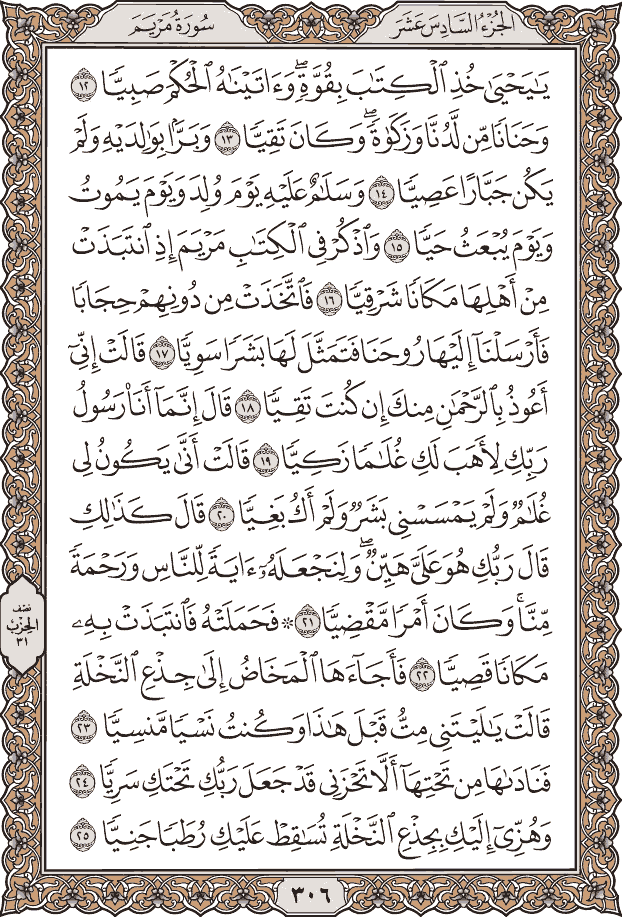 الجُزْءُ السَّادِسَ عَشَرَ
سُورَةُ مَرْيَمَ
يَٰيَحْيَىٰ خُذِ ٱلْكِتَٰبَ بِقُوَّةٍۖ وَءَاتَيْنَٰهُ ٱلْحُكْمَ صَبِيًّا ١٢
وَحَنَانًا مِّن لَّدُنَّا وَزَكَوٰةًۖ وَكَانَ تَقِيًّا ١٣ وَبَرًّۢا بِوَٰلِدَيْهِ وَلَمْ
يَكُن جَبَّارًا عَصِيًّا ١٤ وَسَلَٰمٌ عَلَيْهِ يَوْمَ وُلِدَ وَيَوْمَ يَمُوتُ
وَيَوْمَ يُبْعَثُ حَيًّا ١٥ وَٱذْكُرْ فِى ٱلْكِتَٰبِ مَرْيَمَ إِذِ ٱنتَبَذَتْ
مِنْ أَهْلِهَا مَكَانًا شَرْقِيًّا ١٦ فَٱتَّخَذَتْ مِن دُونِهِمْ حِجَابًا
فَأَرْسَلْنَآ إِلَيْهَا رُوحَنَا فَتَمَثَّلَ لَهَا بَشَرًا سَوِيًّا ١٧ قَالَتْ إِنِّىٓ
أَعُوذُ بِٱلرَّحْمَٰنِ مِنكَ إِن كُنتَ تَقِيًّا ١٨ قَالَ إِنَّمَآ أَنَا۠ رَسُولُ
رَبِّكِ لِأَهَبَ لَكِ غُلَٰمًا زَكِيًّا ١٩ قَالَتْ أَنَّىٰ يَكُونُ لِى
غُلَٰمٌ وَلَمْ يَمْسَسْنِى بَشَرٌ وَلَمْ أَكُ بَغِيًّا ٢٠ قَالَ كَذَٰلِكِ
قَالَ رَبُّكِ هُوَ عَلَىَّ هَيِّنٌۖ وَلِنَجْعَلَهُۥٓ ءَايَةً لِّلنَّاسِ وَرَحْمَةً
مِّنَّاۚ وَكَانَ أَمْرًا مَّقْضِيًّا ٢١ ۞ فَحَمَلَتْهُ فَٱنتَبَذَتْ بِهِۦ
مَكَانًا قَصِيًّا ٢٢ فَأَجَآءَهَا ٱلْمَخَاضُ إِلَىٰ جِذْعِ ٱلنَّخْلَةِ
قَالَتْ يَٰلَيْتَنِى مِتُّ قَبْلَ هَٰذَا وَكُنتُ نَسْيًا مَّنسِيًّا ٢٣
فَنَادَىٰهَا مِن تَحْتِهَآ أَلَّا تَحْزَنِى قَدْ جَعَلَ رَبُّكِ تَحْتَكِ سَرِيًّا ٢٤
وَهُزِّىٓ إِلَيْكِ بِجِذْعِ ٱلنَّخْلَةِ تُسَٰقِطْ عَلَيْكِ رُطَبًا جَنِيًّا ٢٥
نصف
الحِزْب
٣١
٣٠٦